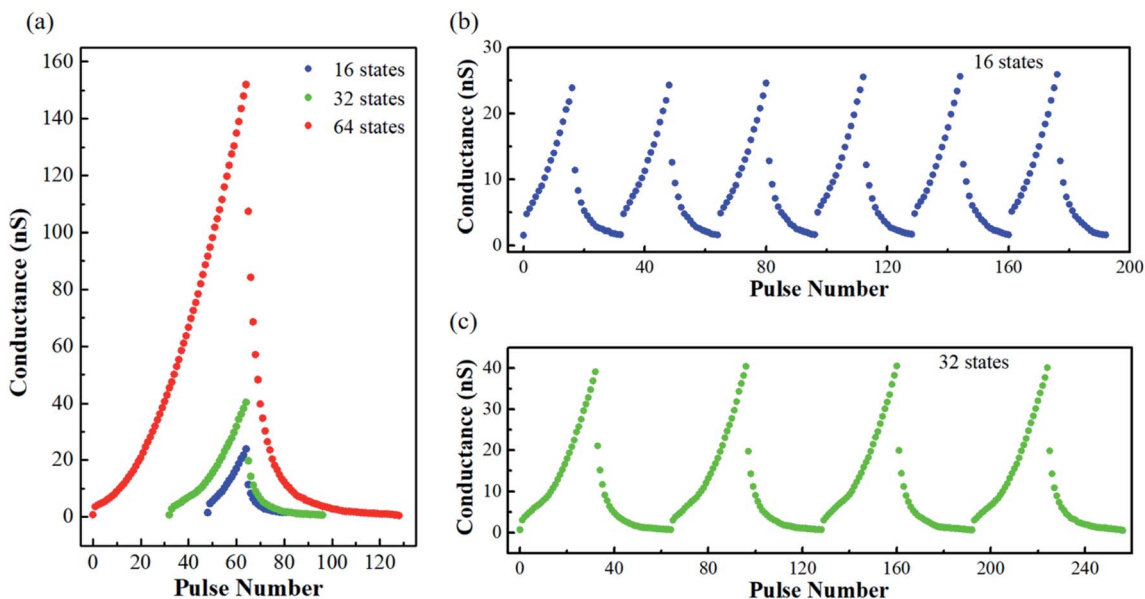 (a)
160
140
120
100
80
60
40
20
0
Conductance (nS)
16 states
32 states
64 states
0 20 40 60 80 100 120
Pulse Number
(b)
30
20
10
0
Conductance (nS)
16 states
0 40 80 120 160 200
Pulse Number
(c)
40
30
20
10
0
Conductance (nS)
32 states
0 40 80 120 160 200 240
Pulse Number